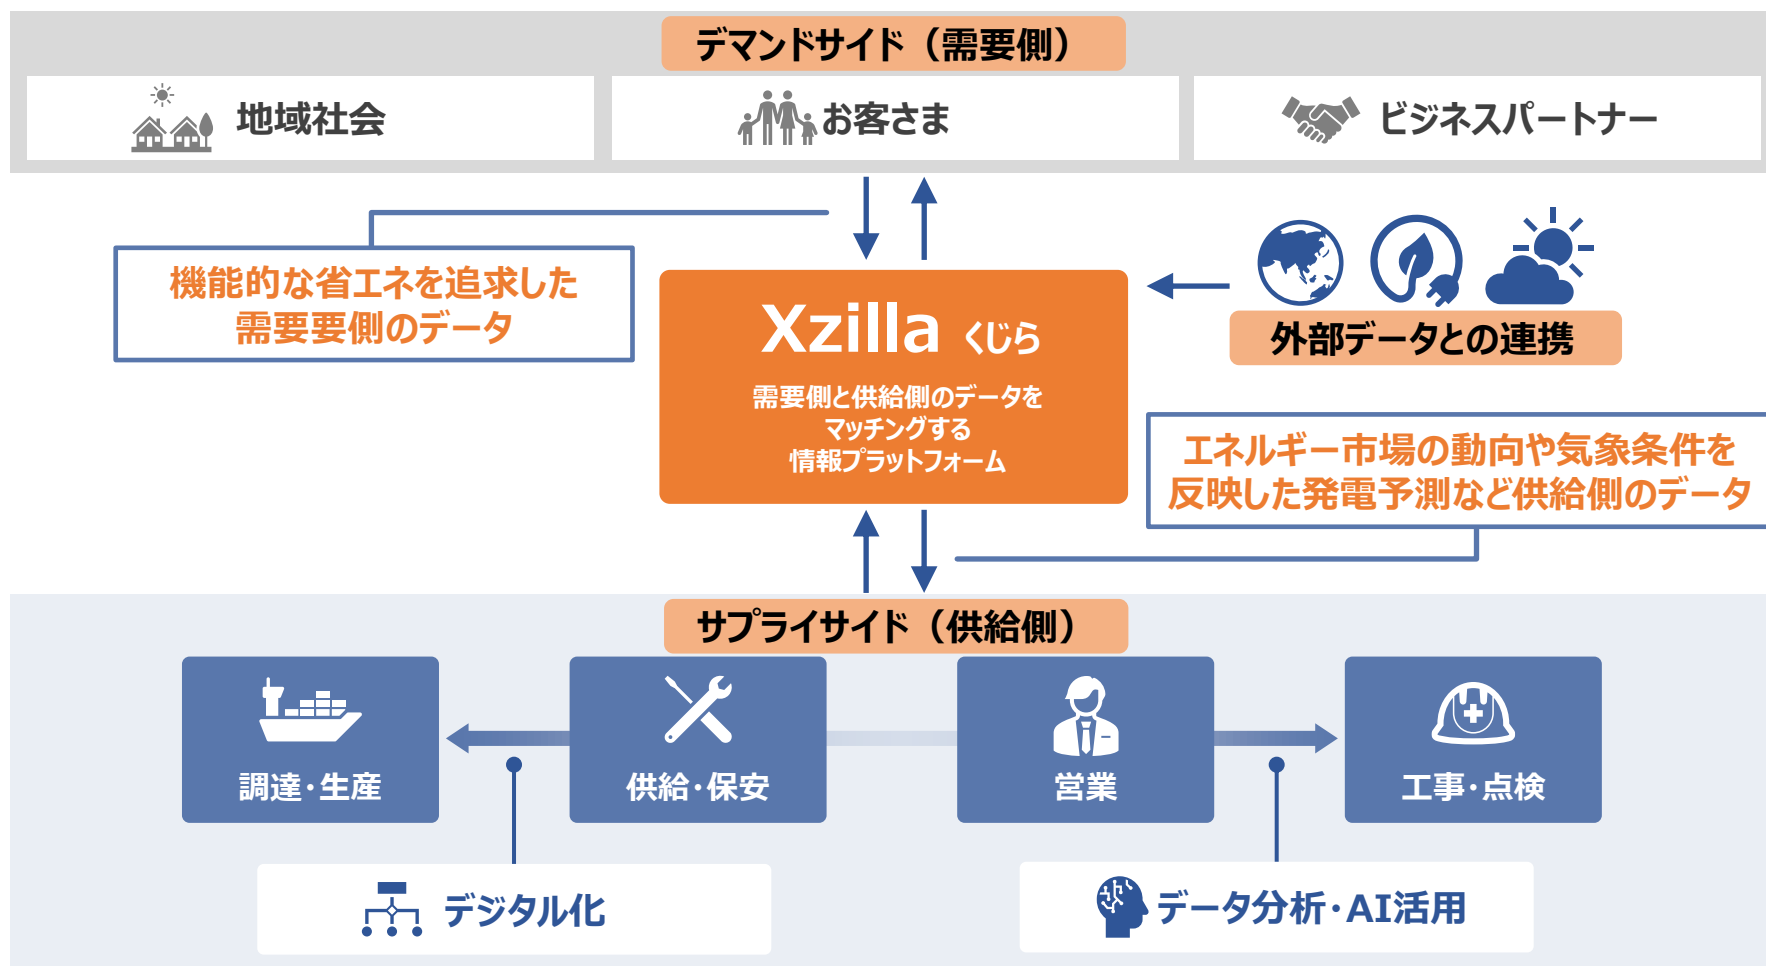 デマンドサイド（需要側）
地域社会
お客さま
ビジネスパートナー
機能的な省エネを追求した
需要要側のデータ
Xzilla くじら
需要側と供給側のデータを
マッチングする
情報プラットフォーム
外部データとの連携
エネルギー市場の動向や気象条件を
反映した発電予測など供給側のデータ
サプライサイド（供給側）
調達・生産
供給・保安
営業
工事・点検
デジタル化
データ分析・AI活用